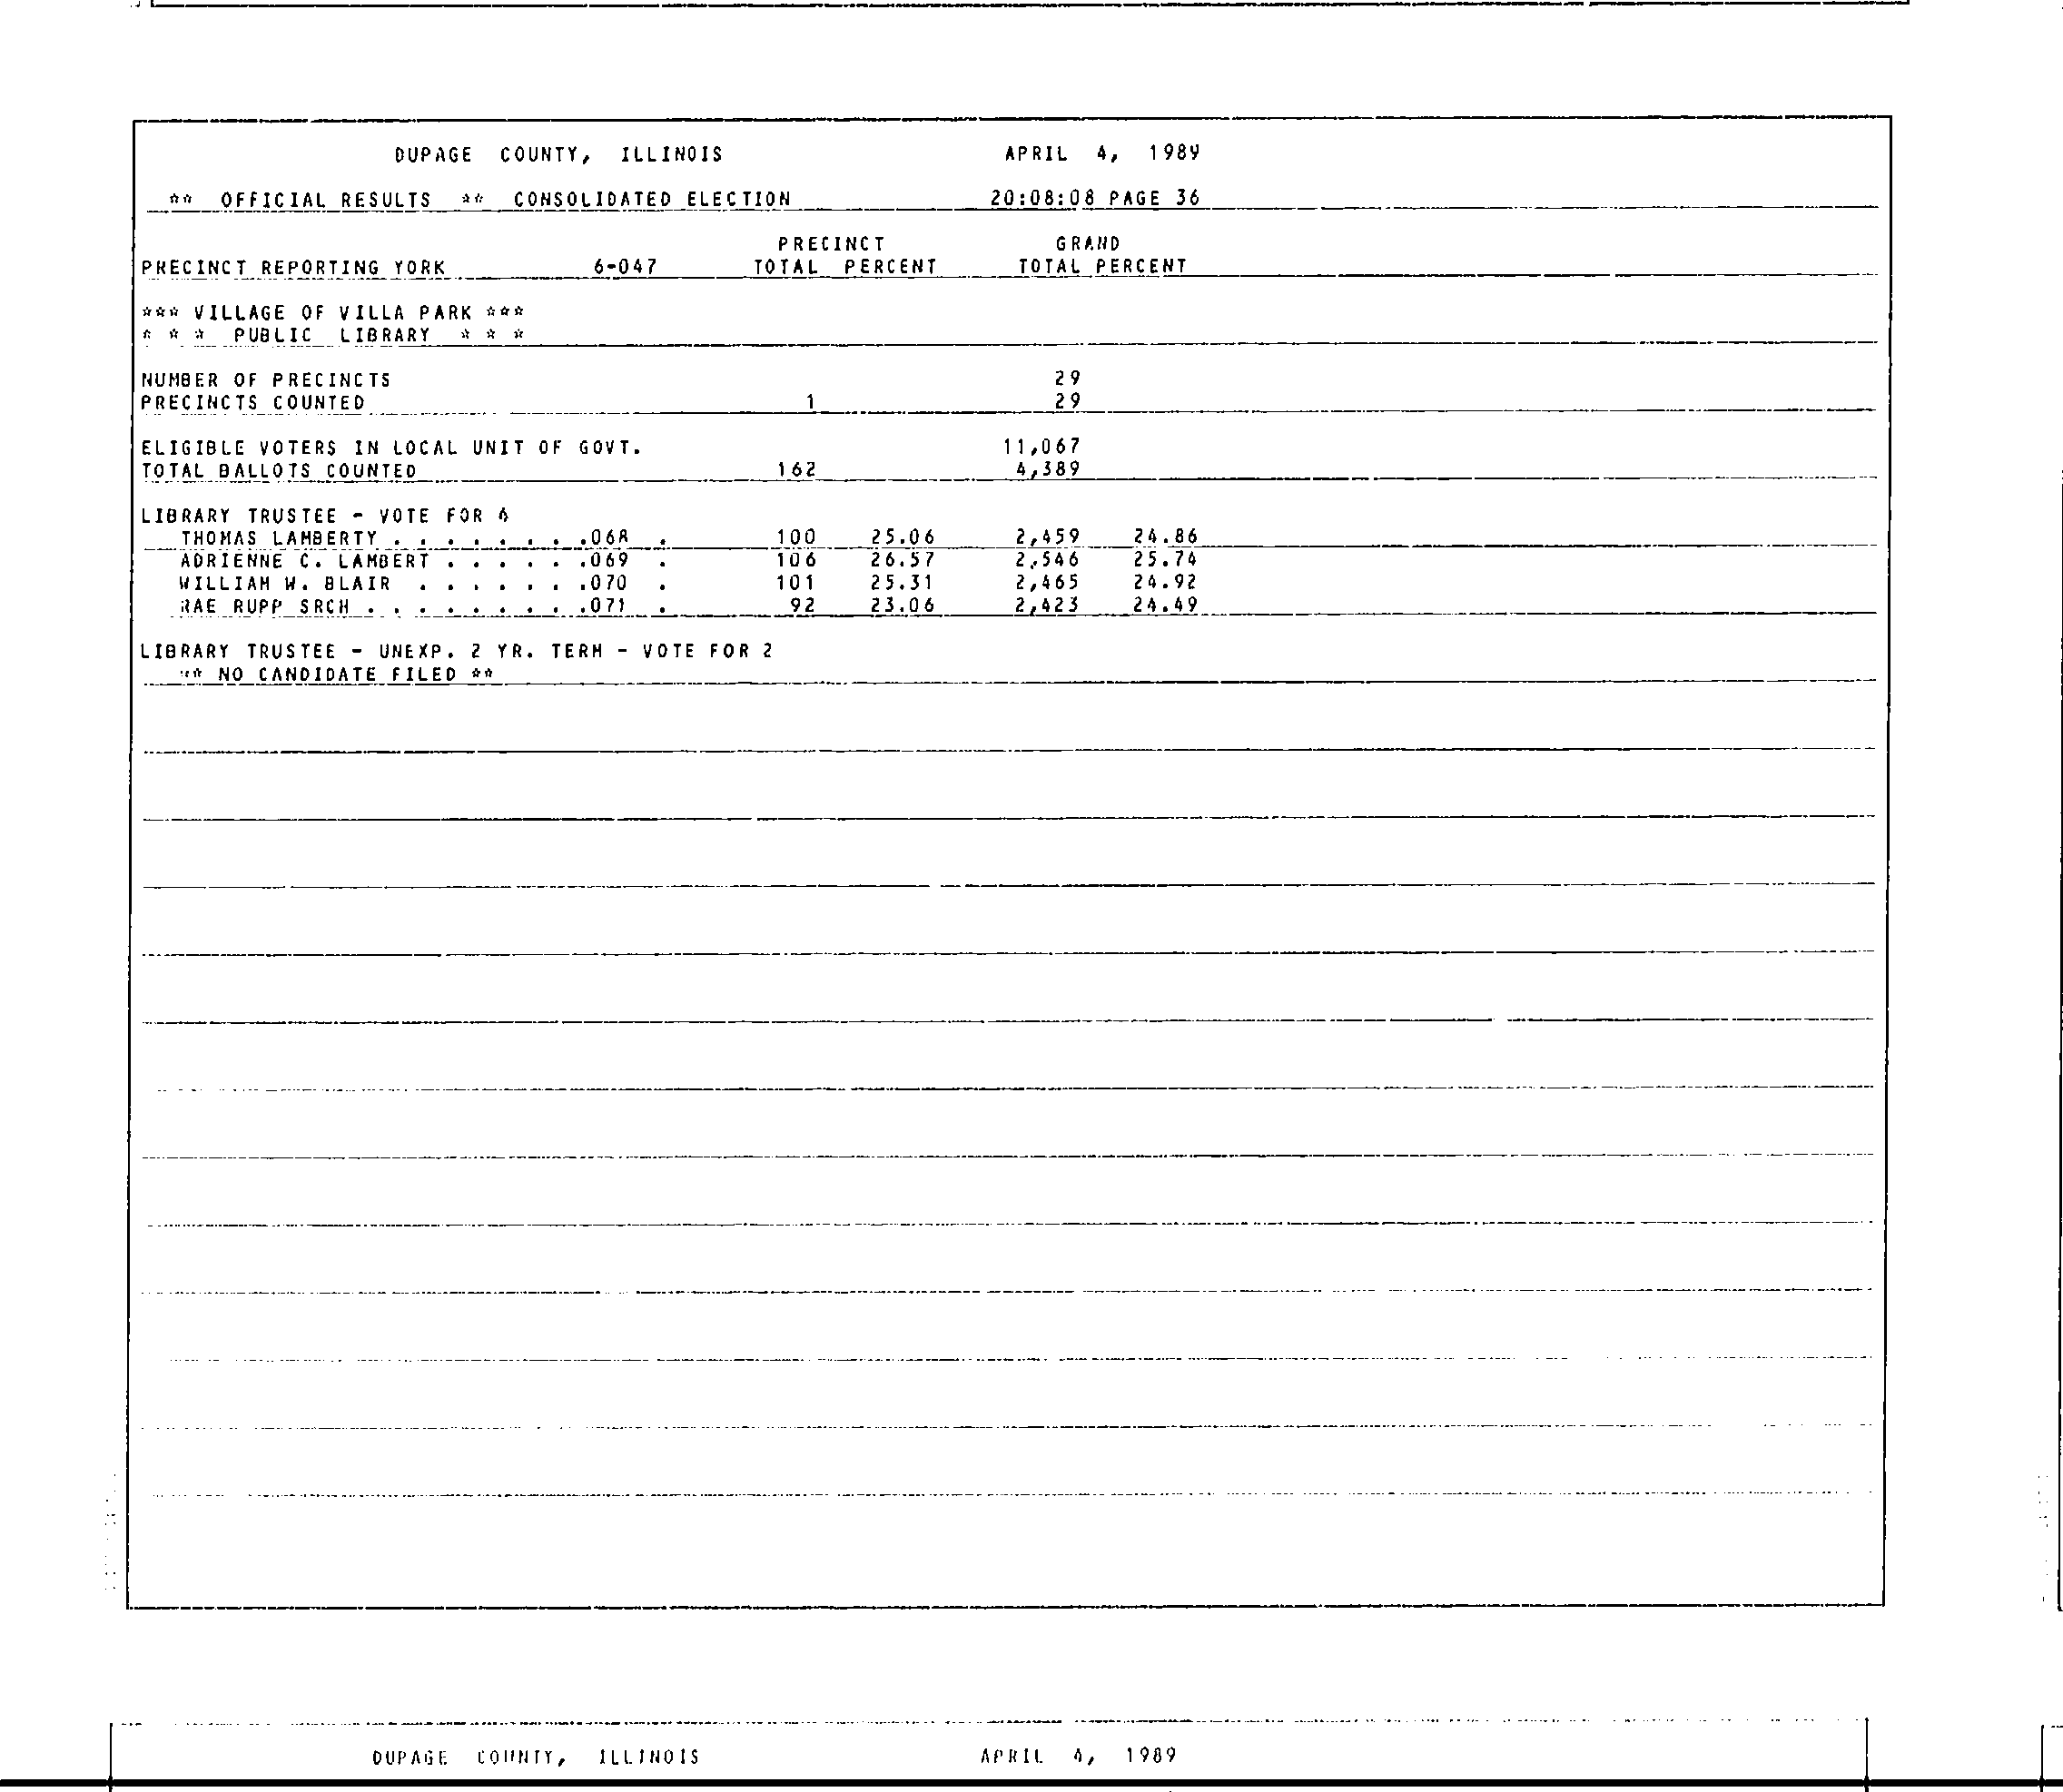 DUPAGE COUNTY, ILLINOIS APRIL 4, 1989
** OFFICIAL RESULTS ** CONSOLIDATED ELECTION 20:08:08 PAGE 36
PRECINCT GRAND
PRECINCT REPORTING YORK 6-047 TOTAL PERCENT TOTAL PERCENT
*** VILLAGE OF VILLA PARK ***
* * * PUBLIC LIBRARY * * *
NUMBER OF PRECINCTS 29
PRECINCTS COUNTED 1 29
ELIGIBLE VOTERS IN LOCAL UNIT OF GOVT. 11,067
TOTAL BALLOTS COUNTED 162 4,389
LIBRARY TRUSTEE - VOTE FOR 4
THOMAS LAMBERTY . . . . . . . .068 . 100 25.06 2,459 24.86
ADRIENNE C. LAMBERT . . . . . .069 . 106 26.57 2,546 25.74
WILLIAM W. BLAIR . . . . . . .070 . 101 25.31 2,465 24.92
RAE RUPP SRCH . . . . . . . . .071 . 92 23.06 2,423 24.49
LIBRARY TRUSTEE - UNEXP. 2 YR. TERM - VOTE FOR 2
** NO CANDIDATE FILED **
DUPAGE COUNTY, ILLINOIS APRIL 4, 1989